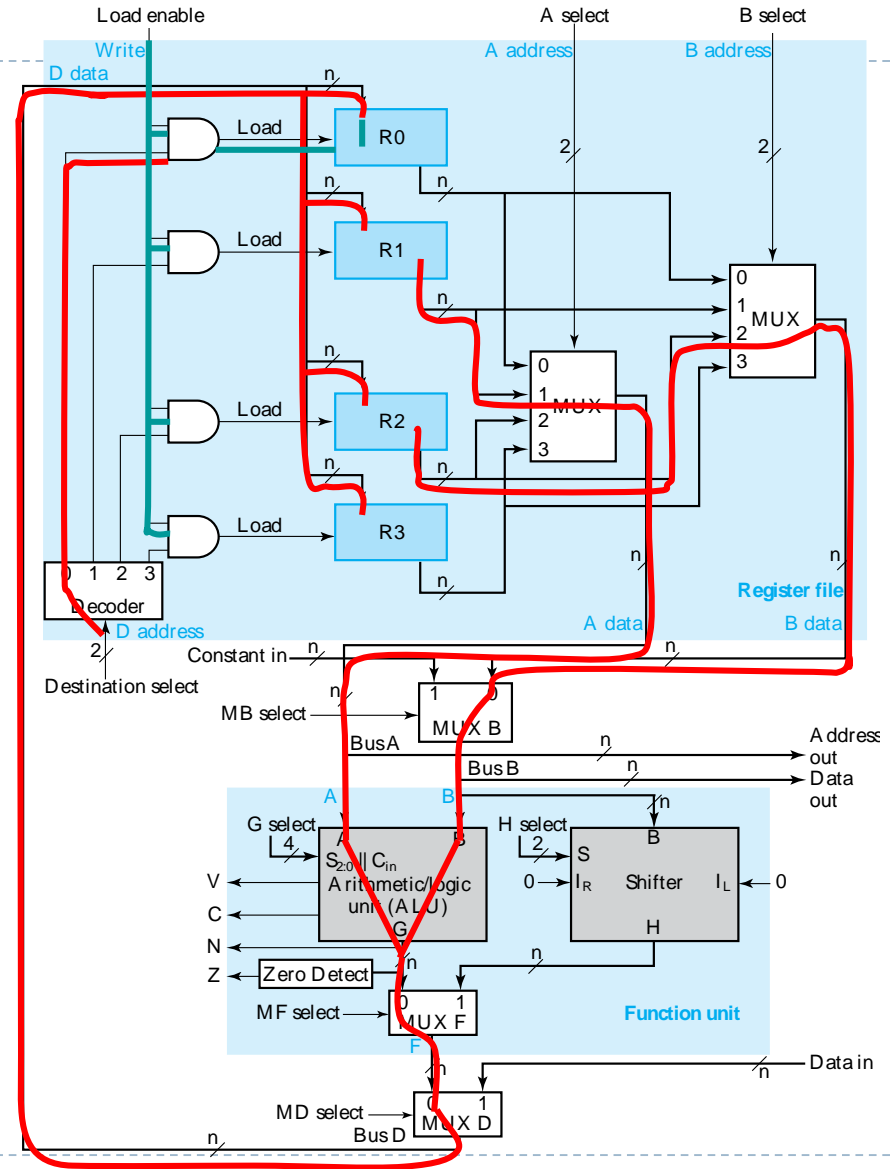 Load enable
A select
B select
Write
A address
B address
D data
n
Load
R0
2
2
n
n
Load
R1
0
n
1
MUX
2
0
3
n
1
MUX
Load
2
R2
3
n
n
Load
R3
0 1 2 3
n
n
n
Decoder
Register file
D address
A data
B data
2
Constant in
n
n
Destination select
n
1
0
MB select
MUX B
Address
out
Bus A
n
Bus B
n
Data
out
A
B
n
G select
H select
A
B
B
4
2
S2:0 || Cin
S
V
Arithmetic/logic
unit (ALU)
0
IR
Shifter
IL
0
C
G
H
N
n
n
Z
Zero Detect
0
1
MF select
MUX F
Function unit
F
n
n
Data in
0
1
MD select
MUX D
n
Bus D